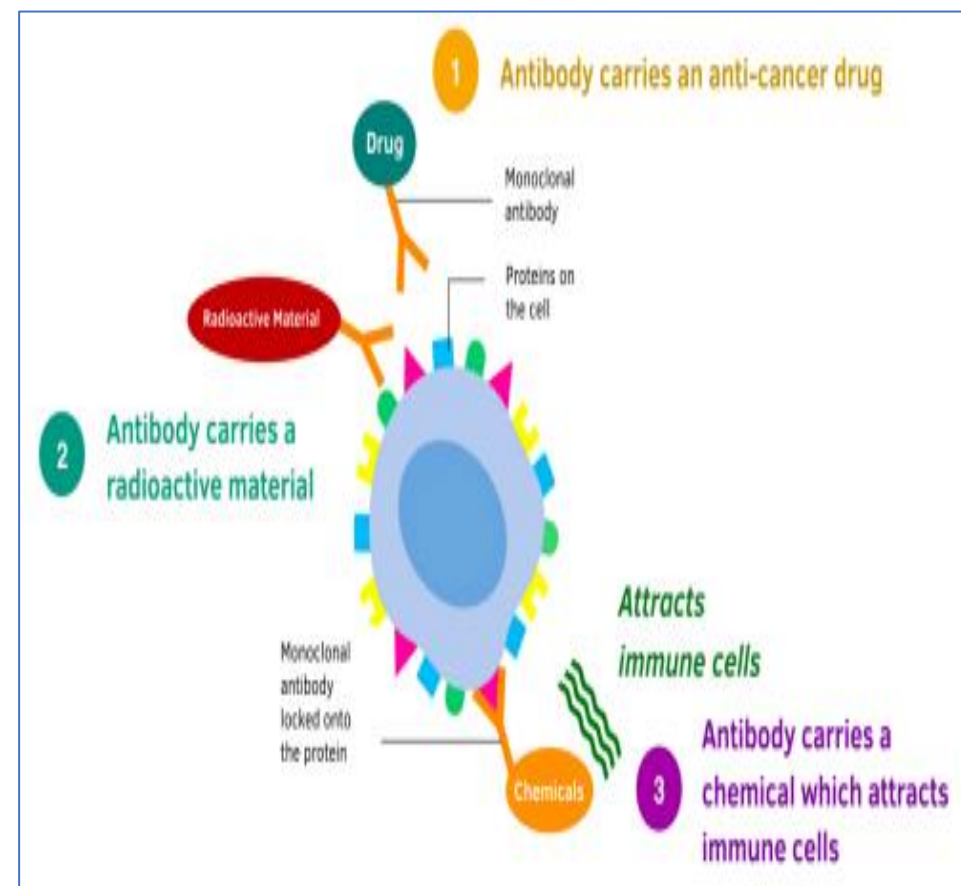 1
Antibody carries an anti-cancer drug
Drug
Monoclonal
antibody
Proteins on
the cell
Radioactive Material
2
Antibody carries a
radioactive material
Attracts
immune cells
Monoclonal
antibody
locked onto
the protein
Chemicals
3
Antibody carries a
chemical which attracts
immune cells